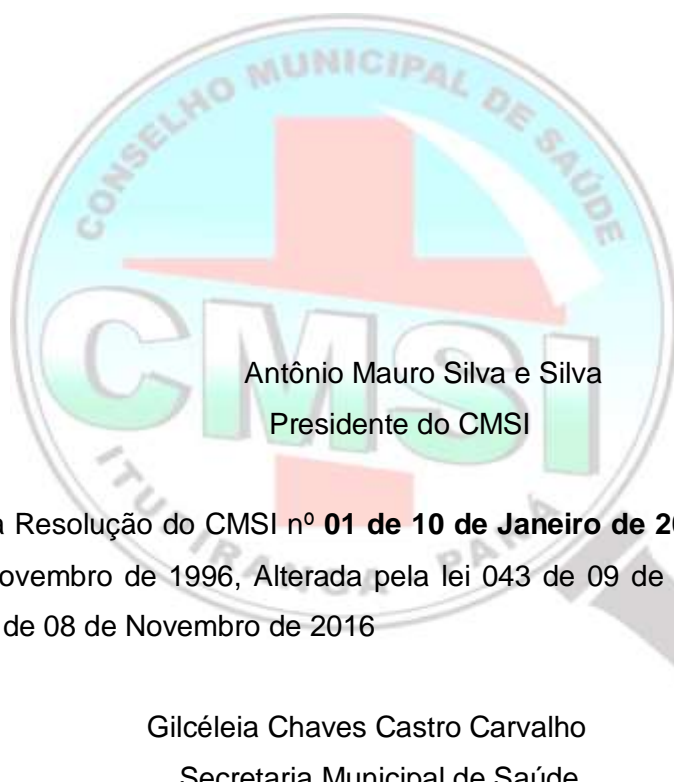 CONSELHO MUNICIPAL DE SAÚDE
CMSI
Antônio Mauro Silva e Silva
Presidente do CMSI
ITUPIRANGA PARÁ
a Resolução do CMSI nº 01 de 10 de Janeiro de
ovembro de 1996, Alterada pela lei 043 de 09 de
de 08 de Novembro de 2016
Gilcéleia Chaves Castro Carvalho
Secretaria Municipal de Saúde